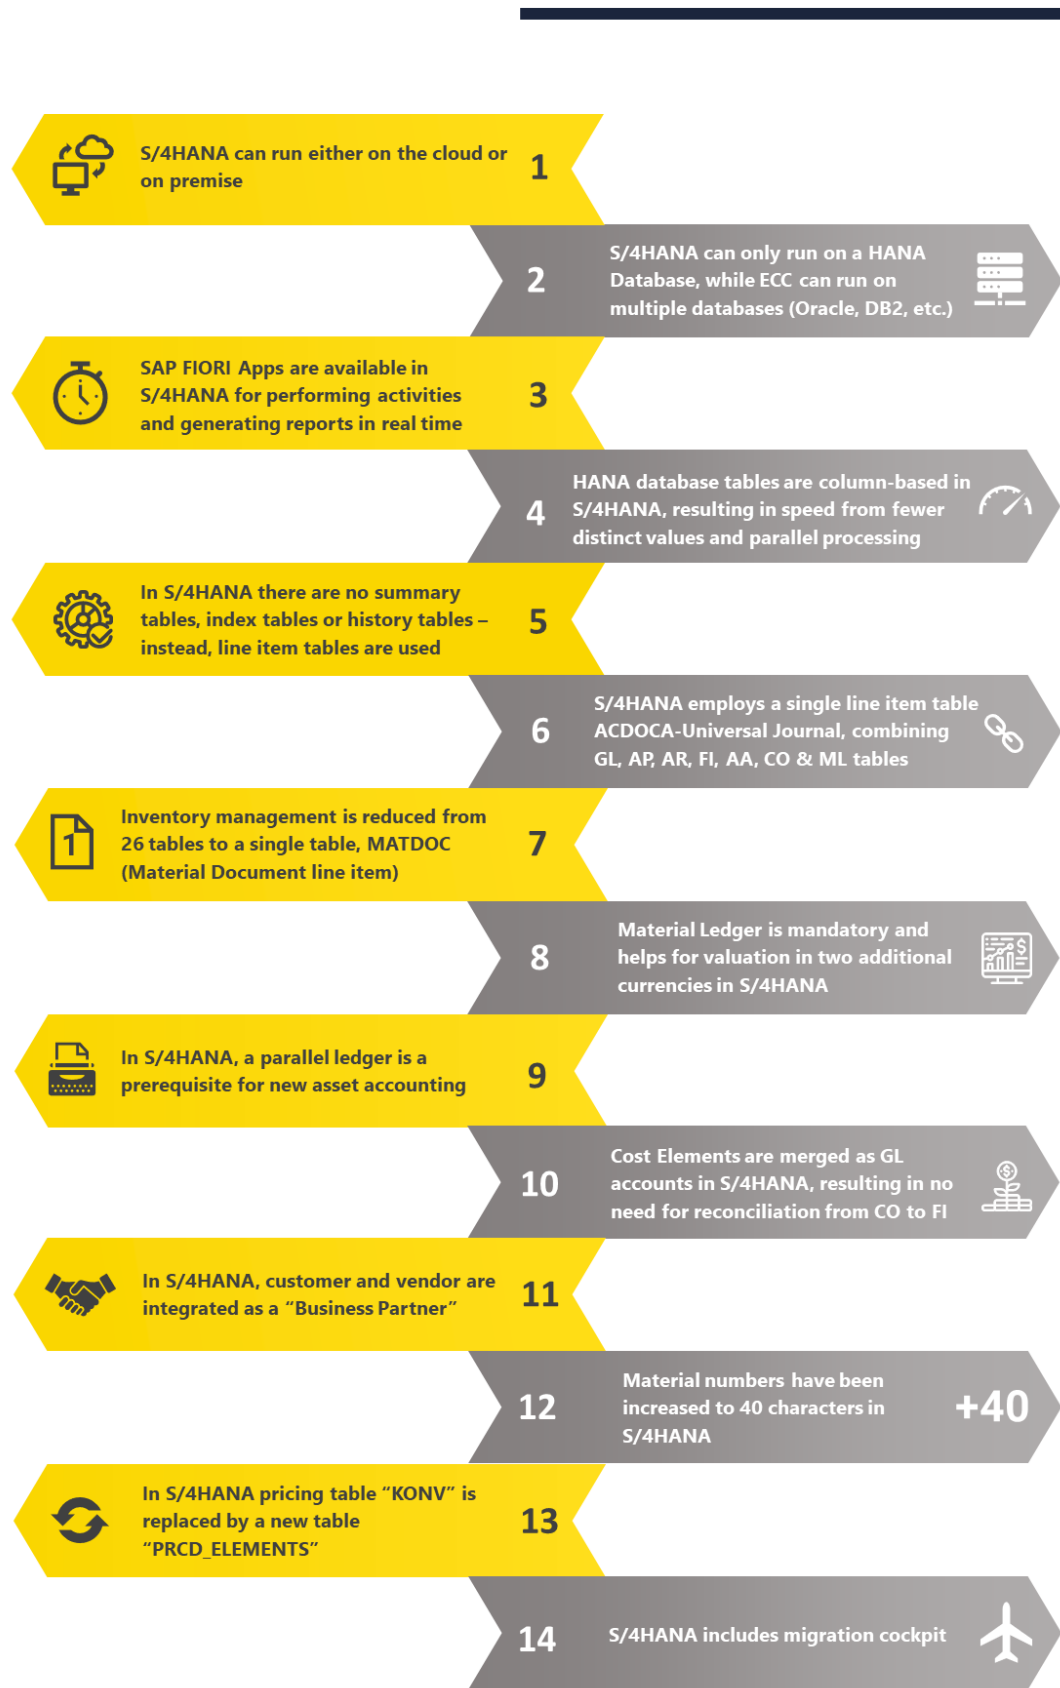 S/4HANA can run either on the cloud or
on premise
1
2
S/4HANA can only run on a HANA
Database, while ECC can run on
multiple databases (Oracle, DB2, etc.)
SAP FIORI Apps are available in
S/4HANA for performing activities
and generating reports in real time
3
4
HANA database tables are column-based in
S/4HANA, resulting in speed from fewer
distinct values and parallel processing
In S/4HANA there are no summary
tables, index tables or history tables –
instead, line item tables are used
5
6
S/4HANA employs a single line item table
ACDOCA-Universal Journal, combining
GL, AP, AR, FI, AA, CO & ML tables
1
Inventory management is reduced from
26 tables to a single table, MATDOC
(Material Document line item)
7
8
Material Ledger is mandatory and
helps for valuation in two additional
currencies in S/4HANA
$
In S/4HANA, a parallel ledger is a
prerequisite for new asset accounting
9
10
Cost Elements are merged as GL
accounts in S/4HANA, resulting in no
need for reconciliation from CO to FI
$
In S/4HANA, customer and vendor are
integrated as a “Business Partner”
11
12
Material numbers have been
increased to 40 characters in
S/4HANA
+40
In S/4HANA pricing table “KONV” is
replaced by a new table
“PRCD_ELEMENTS”
13
14
S/4HANA includes migration cockpit